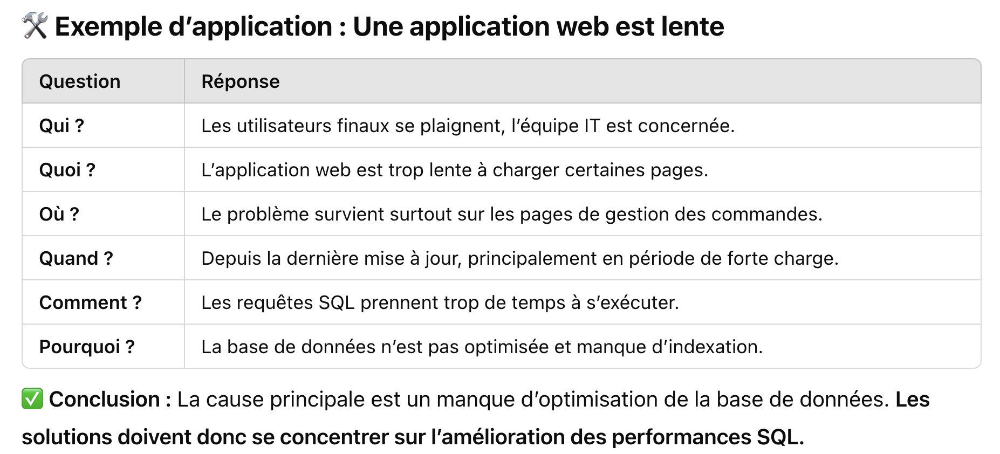 🛠️ Exemple d’application : Une application web est lente
Question Réponse
Qui ? Les utilisateurs finaux se plaignent, l’équipe IT est concernée.
Quoi ? L’application web est trop lente à charger certaines pages.
Où ? Le problème survient surtout sur les pages de gestion des commandes.
Quand ? Depuis la dernière mise à jour, principalement en période de forte charge.
Comment ? Les requêtes SQL prennent trop de temps à s’exécuter.
Pourquoi ? La base de données n’est pas optimisée et manque d’indexation.
✅ Conclusion : La cause principale est un manque d’optimisation de la base de données. Les
solutions doivent donc se concentrer sur l’amélioration des performances SQL.